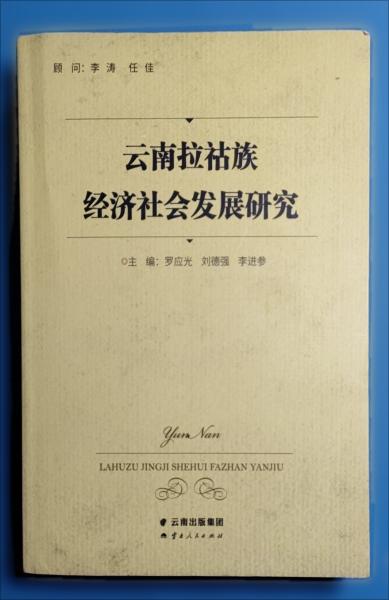 顾 问：李 涛 任 佳
云南拉祜族
经济社会发展研究
◎主 编：罗应光 刘德强 李进参
Yun Nan
LAHUZU JINGJI SHEHUI FAZHAN YANJIU
云南出版集团
云南人民出版社